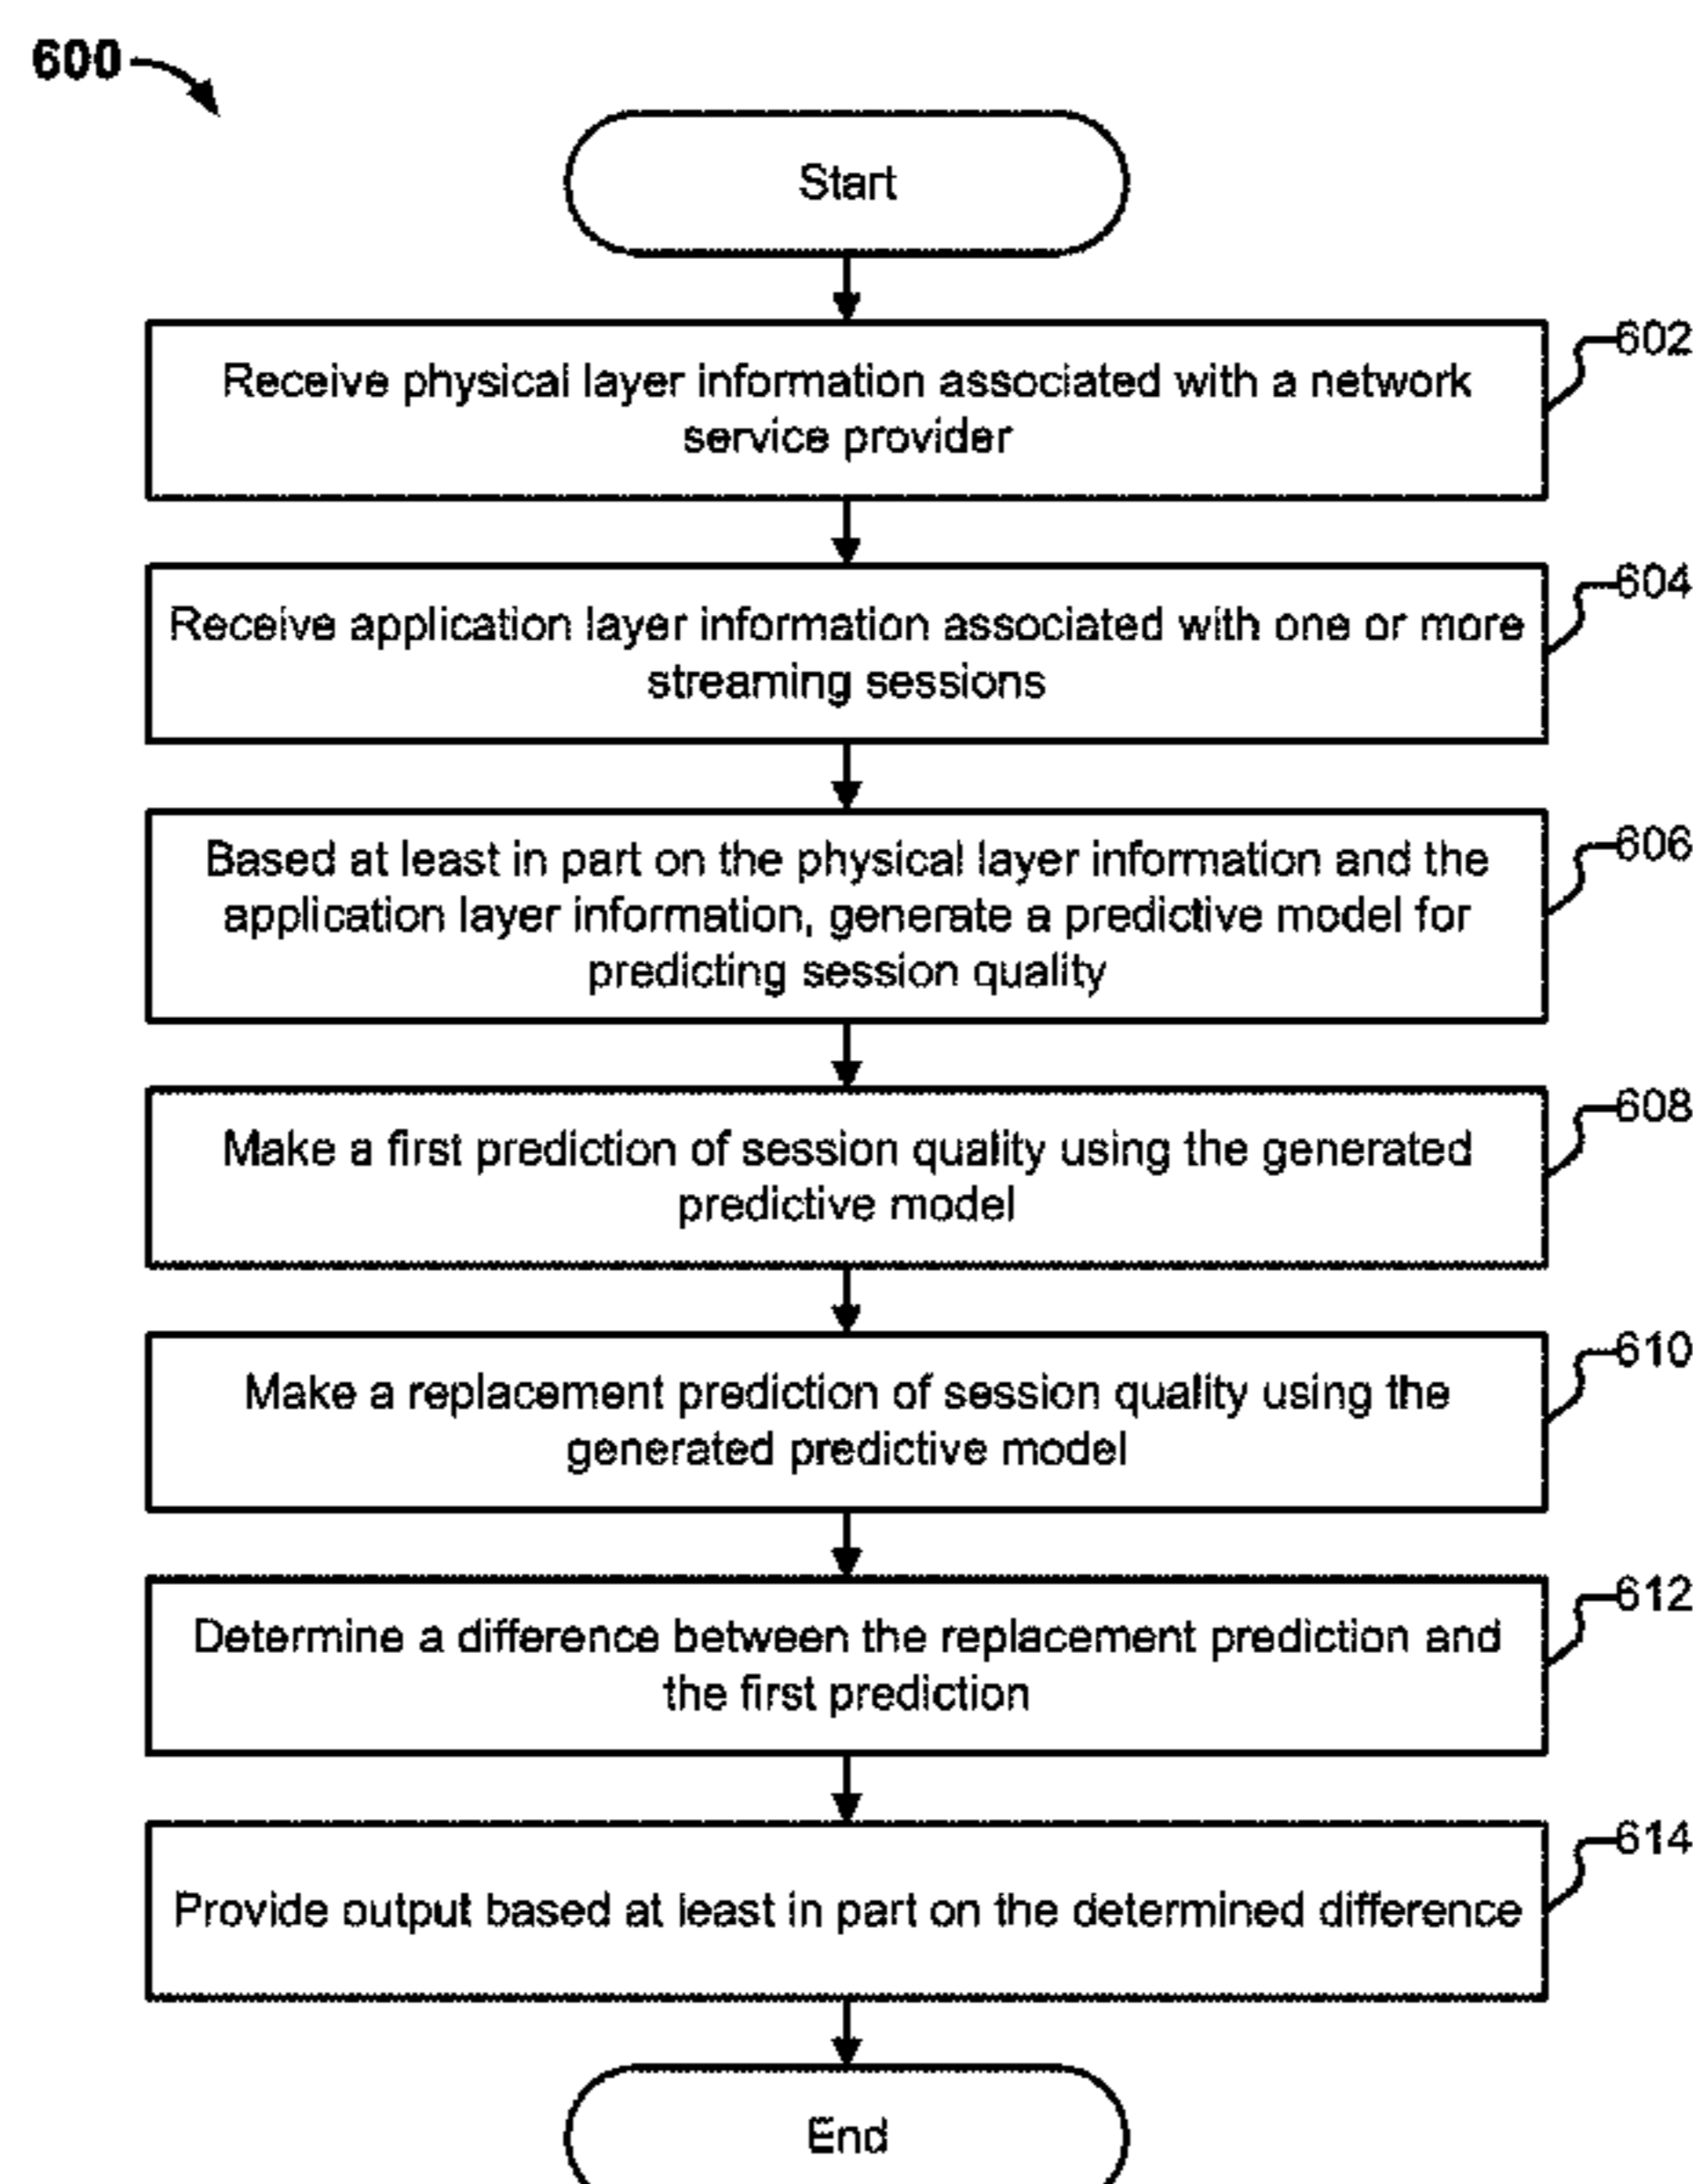 600
Start
Receive physical layer information associated with a network
service provider
602
Receive application layer information associated with one or more
streaming sessions
604
Based at least in part on the physical layer information and the
application layer information, generate a predictive model for
predicting session quality
606
Make a first prediction of session quality using the generated
predictive model
608
Make a replacement prediction of session quality using the
generated predictive model
610
Determine a difference between the replacement prediction and
the first prediction
612
Provide output based at least in part on the determined difference
614
End